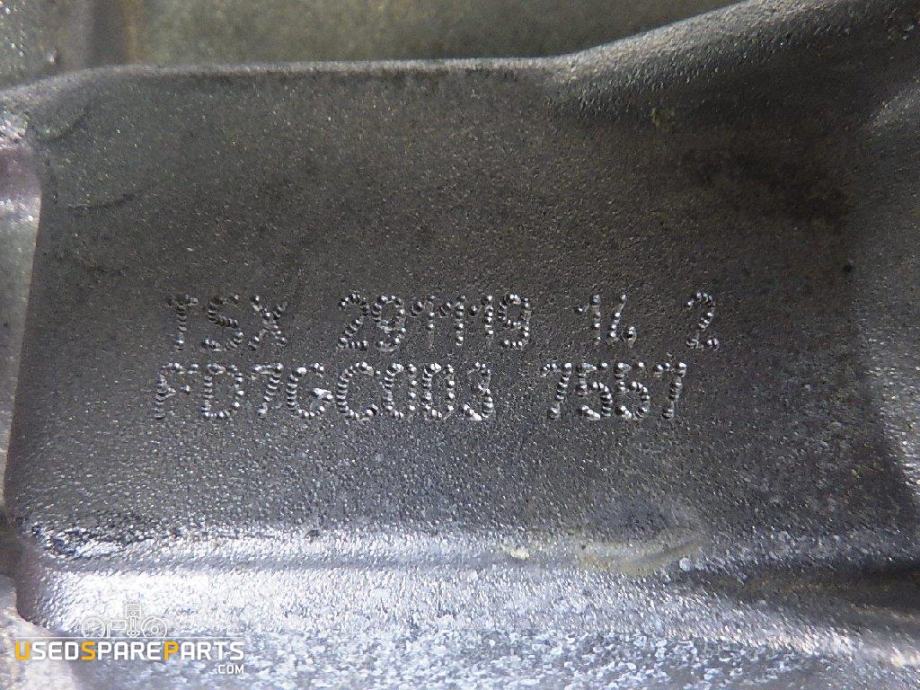 TSX 291119 14 2
FD7GC003 7557
USEDSPAREPARTS
.COM